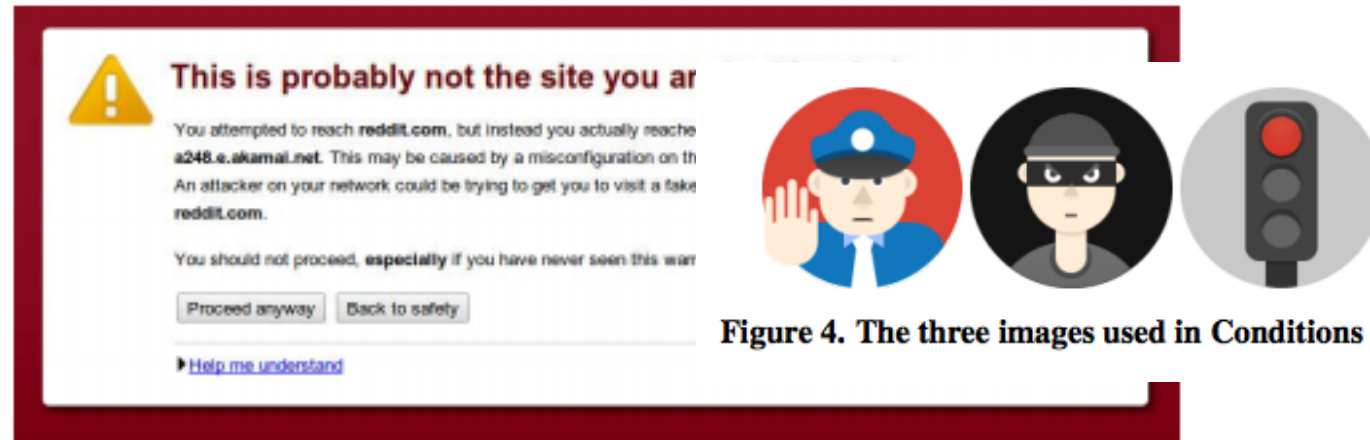 This is probably not the site you ar
You attempted to reach reddit.com, but instead you actually reache
a248.e.akamai.net. This may be caused by a misconfiguration on th
An attacker on your network could be trying to get you to visit a fake
reddit.com.
You should not proceed, especially if you have never seen this warr
Proceed anyway Back to safety
Help me understand
Figure 4. The three images used in Conditions